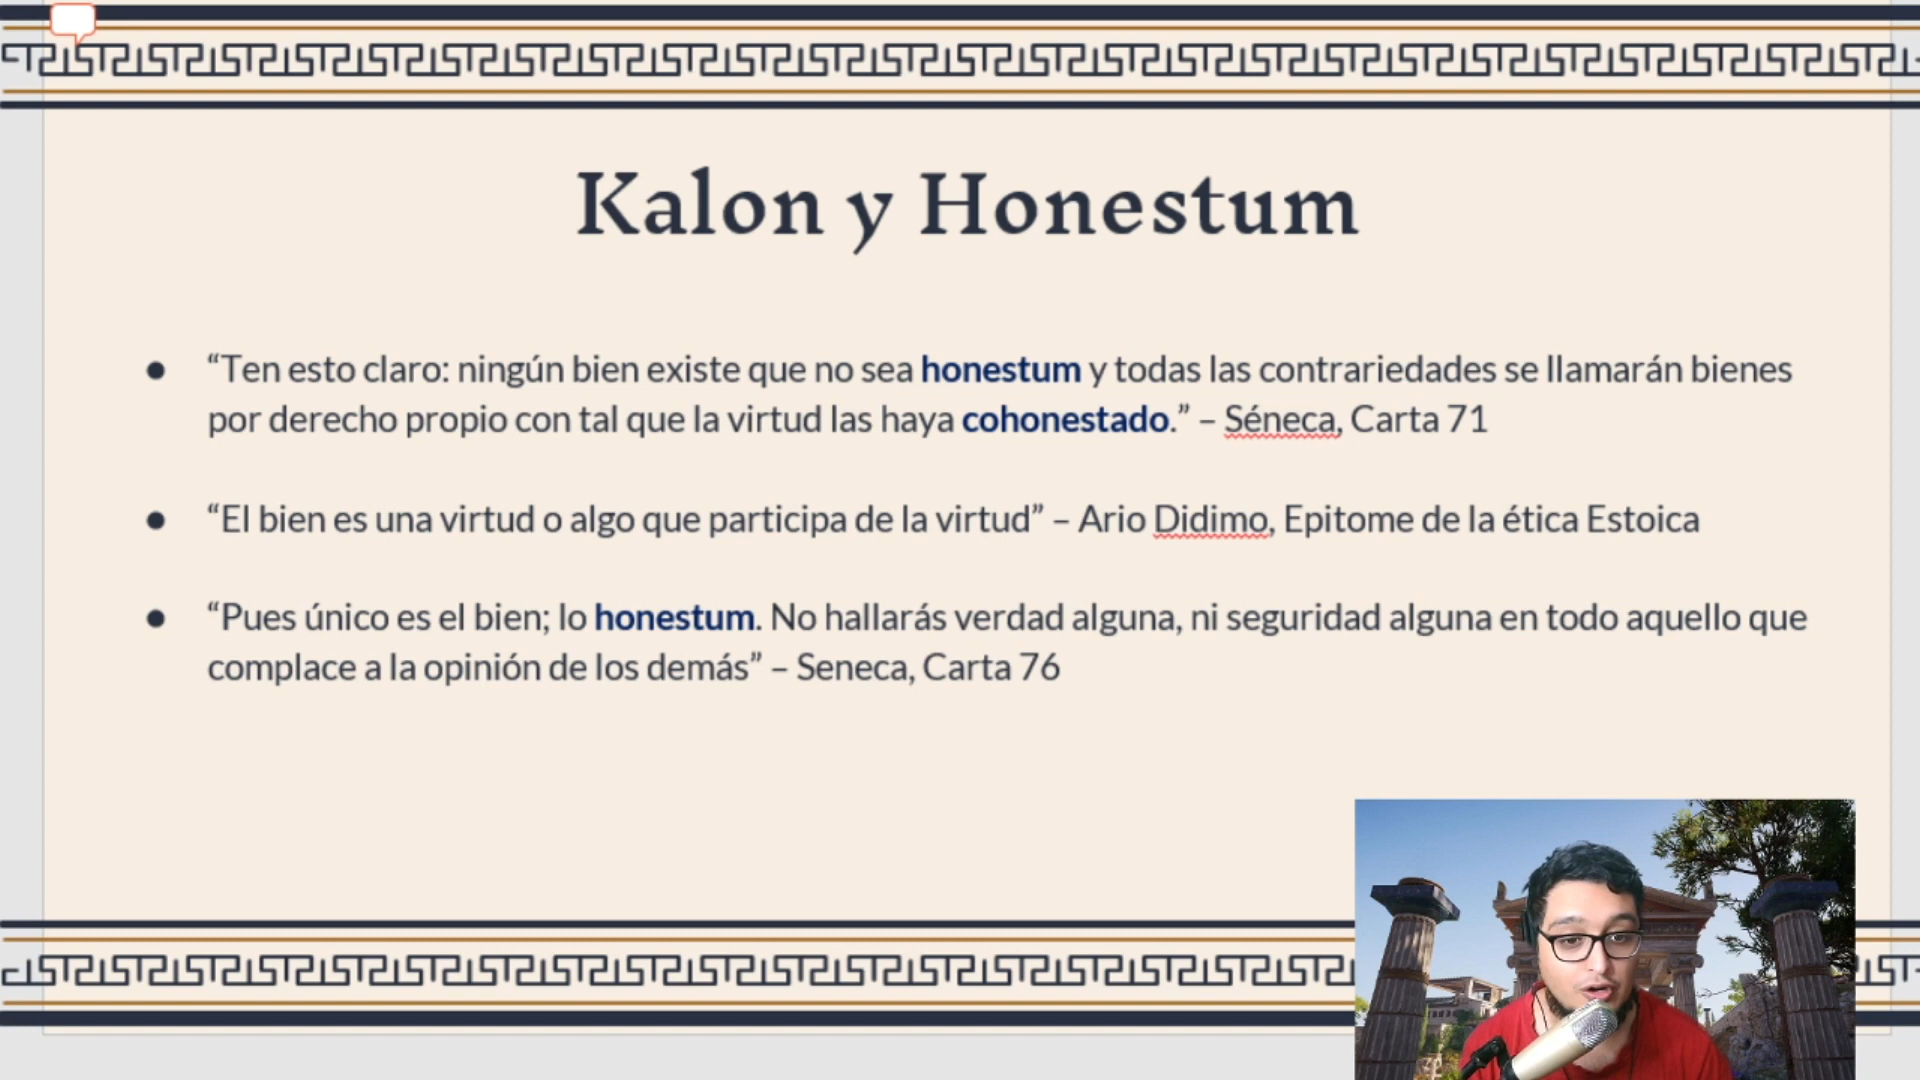 Kalon y Honestum
● “Ten esto claro: ningún bien existe que no sea honestum y todas las contrariedades se llamarán bienes
por derecho propio con tal que la virtud las haya cohonestado.” – Séneca, Carta 71
● “El bien es una virtud o algo que participa de la virtud” – Ario Didimo, Epitome de la ética Estoica
● “Pues único es el bien; lo honestum. No hallarás verdad alguna, ni seguridad alguna en todo aquello que
complace a la opinión de los demás” – Seneca, Carta 76